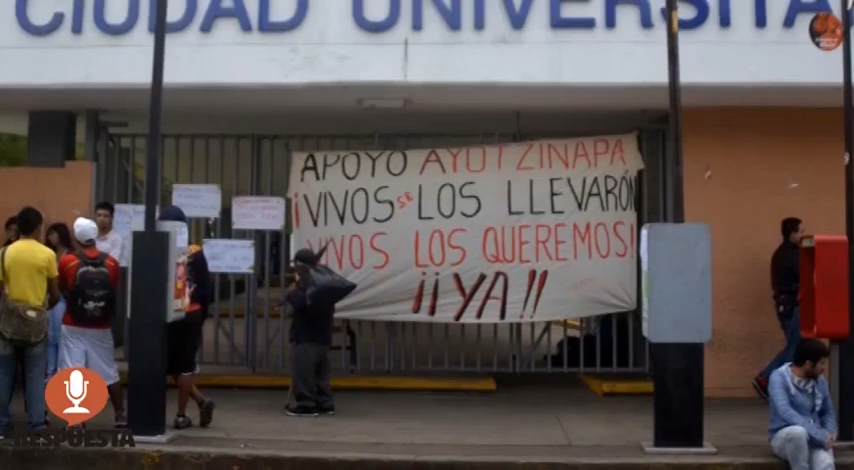 CIUDAD UNIVERSITA
APOYO AYOTZINAPA
¡VIVOS SE LOS LLEVARÓN
VIVOS LOS QUEREMOS!
¡¡YA!!
RESPUESTA